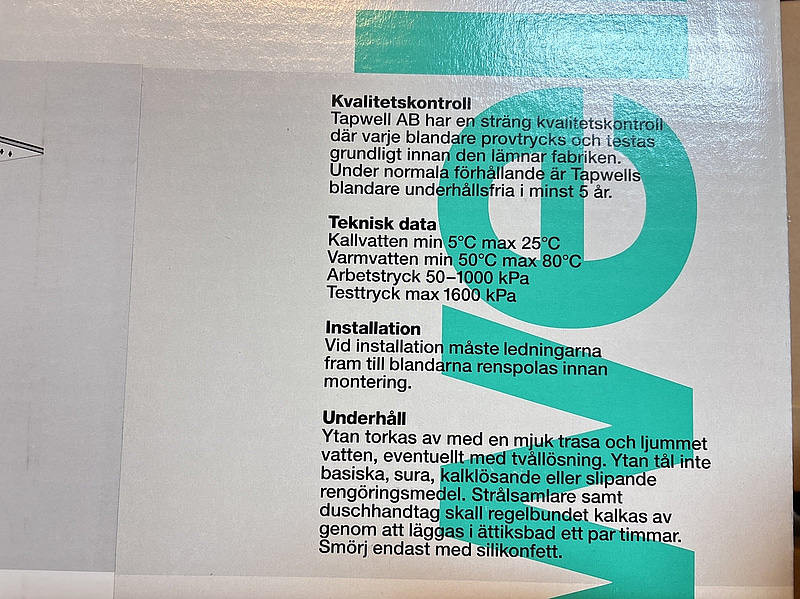 Kvalitetskontroll
Tapwell AB har en sträng kvalitetskontroll
där varje blandare provtrycks och testas
grundligt innan den lämnar fabriken.
Under normala förhållande är Tapwells
blandare underhållsfria i minst 5 år.
Teknisk data
Kallvatten min 5°C max 25°C
Varmvatten min 50°C max 80°C
Arbetstryck 50–1000 kPa
Testtryck max 1600 kPa
Installation
Vid installation måste ledningarna
fram till blandarna renspolas innan
montering.
Underhåll
Ytan torkas av med en mjuk trasa och ljummet
vatten, eventuellt med tvållösning. Ytan tål inte
basiska, sura, kalklösande eller slipande
rengöringsmedel. Strålsamlare samt
duschhandtag skall regelbundet kalkas av
genom att läggas i ättiksbad ett par timmar.
Smörj endast med silikonfett.
wel